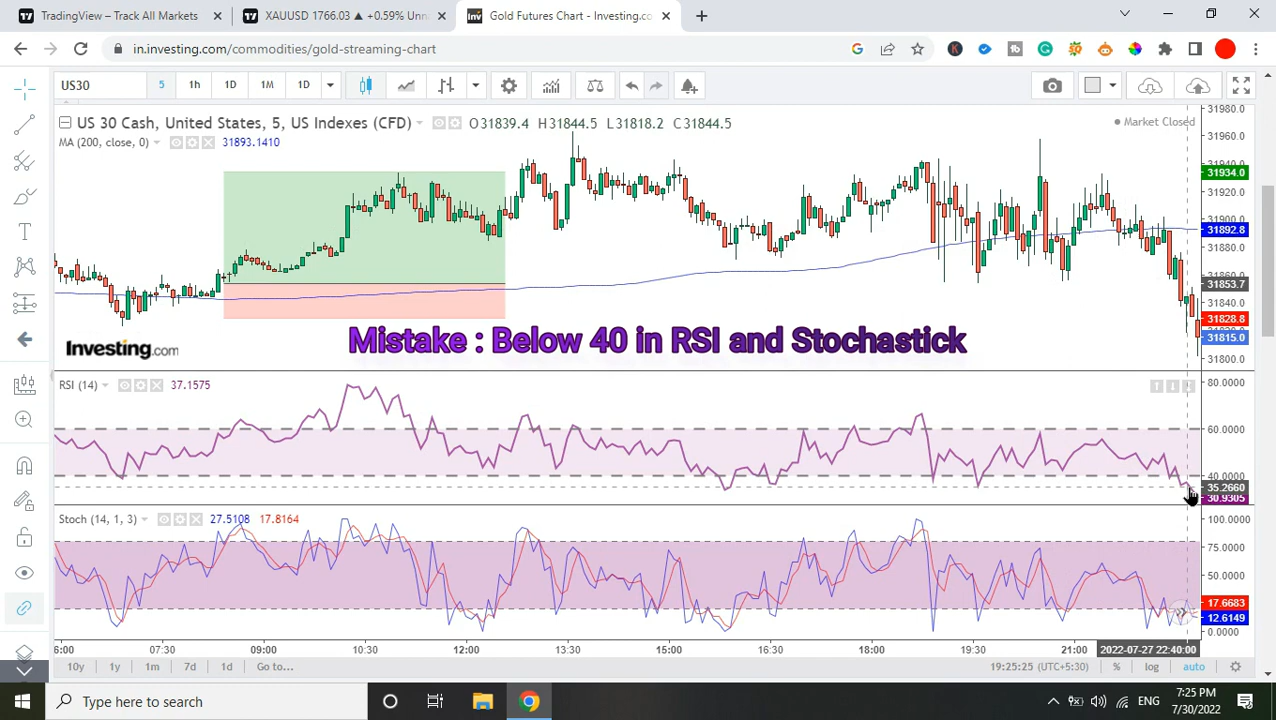 TradingView – Track All Markets
XAUUSD 1766.03 ▲ +0.59% Unna
Gold Futures Chart - Investing.co
in.investing.com/commodities/gold-streaming-chart
US30 5 1h 1D 1M 1D
US 30 Cash, United States, 5, US Indexes (CFD) O31839.4 H31844.5 L31818.2 C31844.5
Market Closed
MA (200, close, 0) 31893.1410
31980.0
31960.0
31940.0
31934.0
31920.0
31900.0
31892.8
31880.0
31860.0
31853.7
31840.0
31828.8
31815.0
31800.0
Mistake : Below 40 in RSI and Stochastick
Investing.com
RSI (14) 37.1575
80.0000
60.0000
40.0000
35.2660
30.9305
Stoch (14, 1, 3) 27.5108 17.8164
100.0000
75.0000
50.0000
17.6683
12.6149
0.0000
6:00 07:30 09:00 10:30 12:00 13:30 15:00 16:30 18:00 19:30 21:00 2022-07-27 22:40:00
10y 1y 1m 7d 1d Go to... 19:25:25 (UTC+5:30) % log auto
Type here to search
ENG
7:25 PM
7/30/2022